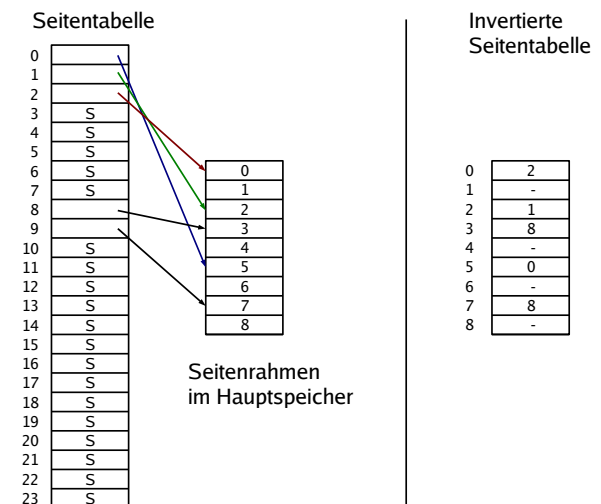 Seitentabelle
0
1
2
3 S
4 S
5 S
6 S
7 S
8
9
10 S
11 S
12 S
13 S
14 S
15 S
16 S
17 S
18 S
19 S
20 S
21 S
22 S
23 S
0
1
2
3
4
5
6
7
8
Seitenrahmen
im Hauptspeicher
Invertierte
Seitentabelle
0 2
1 -
2 1
3 8
4 -
5 0
6 -
7 8
8 -